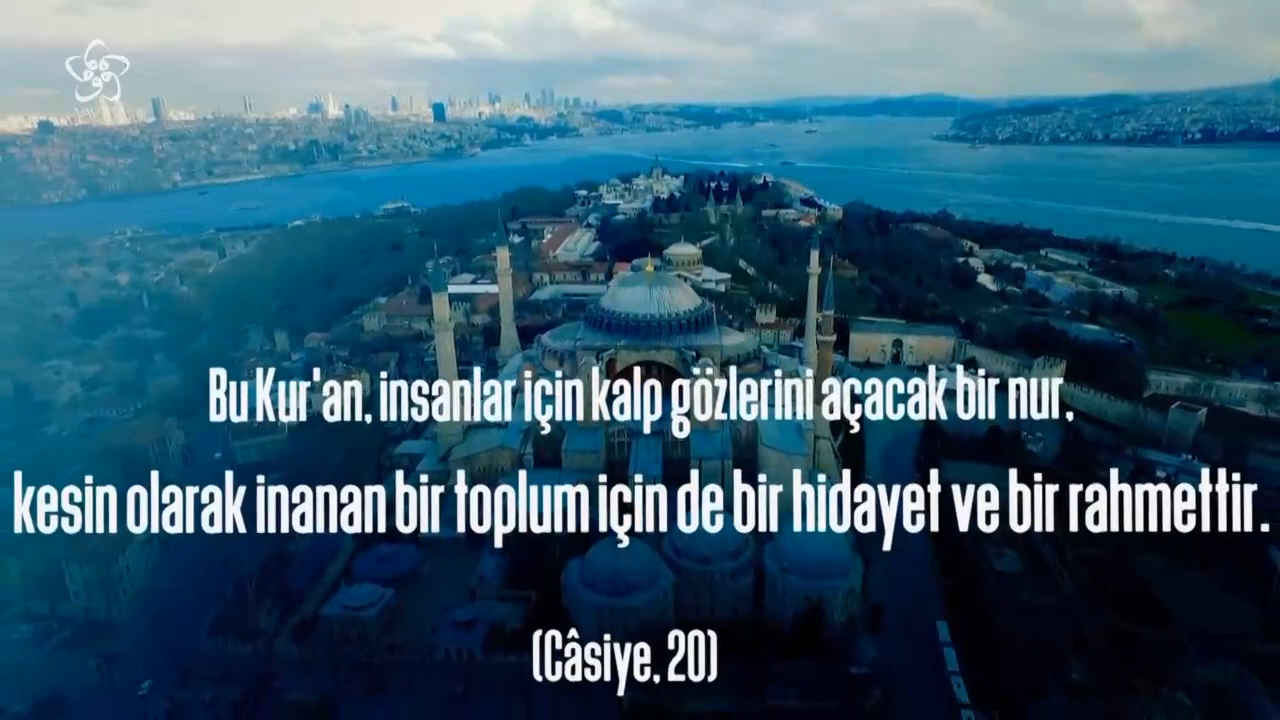 Bu Kur'an, insanlar için kalp gözlerini açacak bir nur,
kesin olarak inanan bir toplum için de bir hidayet ve bir rahmettir.
(Câsiye, 20)